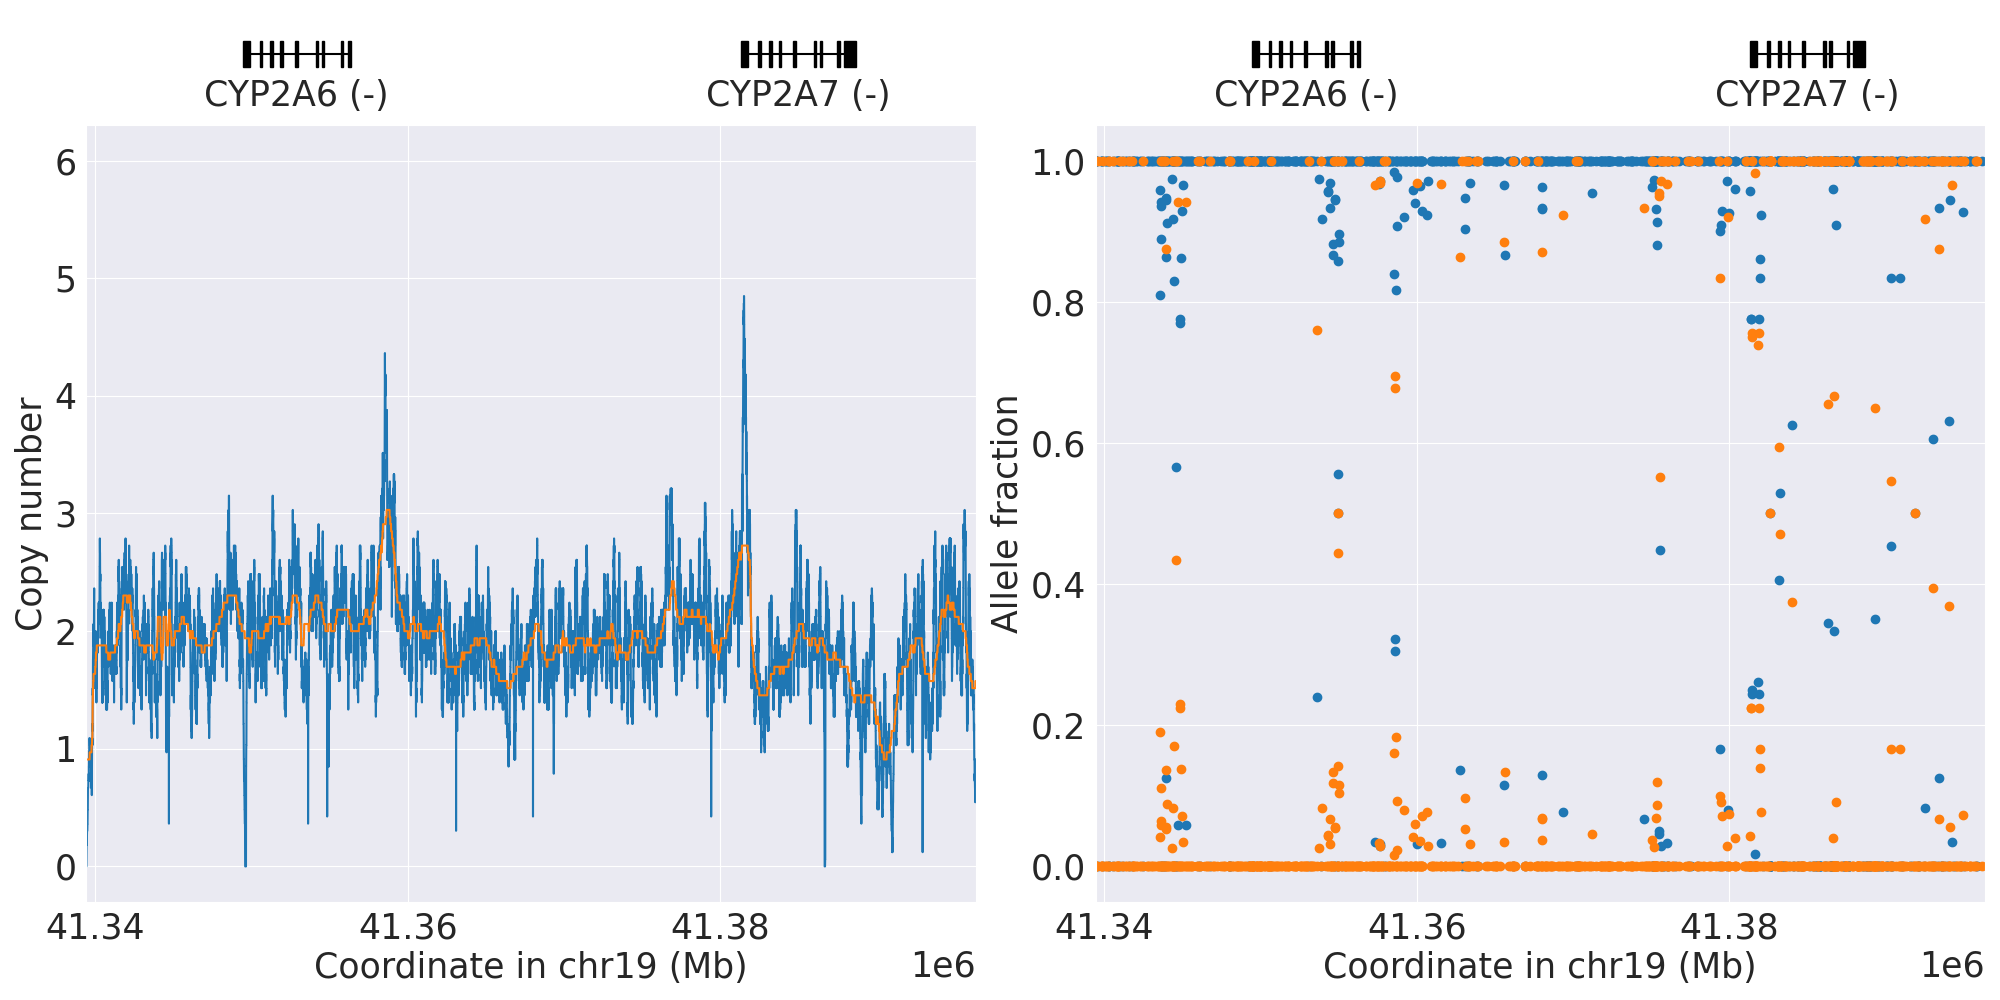 CYP2A6 (-)
CYP2A7 (-)
6
5
4
3
2
1
0
Copy number
41.34
41.36
41.38
Coordinate in chr19 (Mb)
1e6
CYP2A6 (-)
CYP2A7 (-)
1.0
0.8
0.6
0.4
0.2
0.0
Allele fraction
41.34
41.36
41.38
Coordinate in chr19 (Mb)
1e6